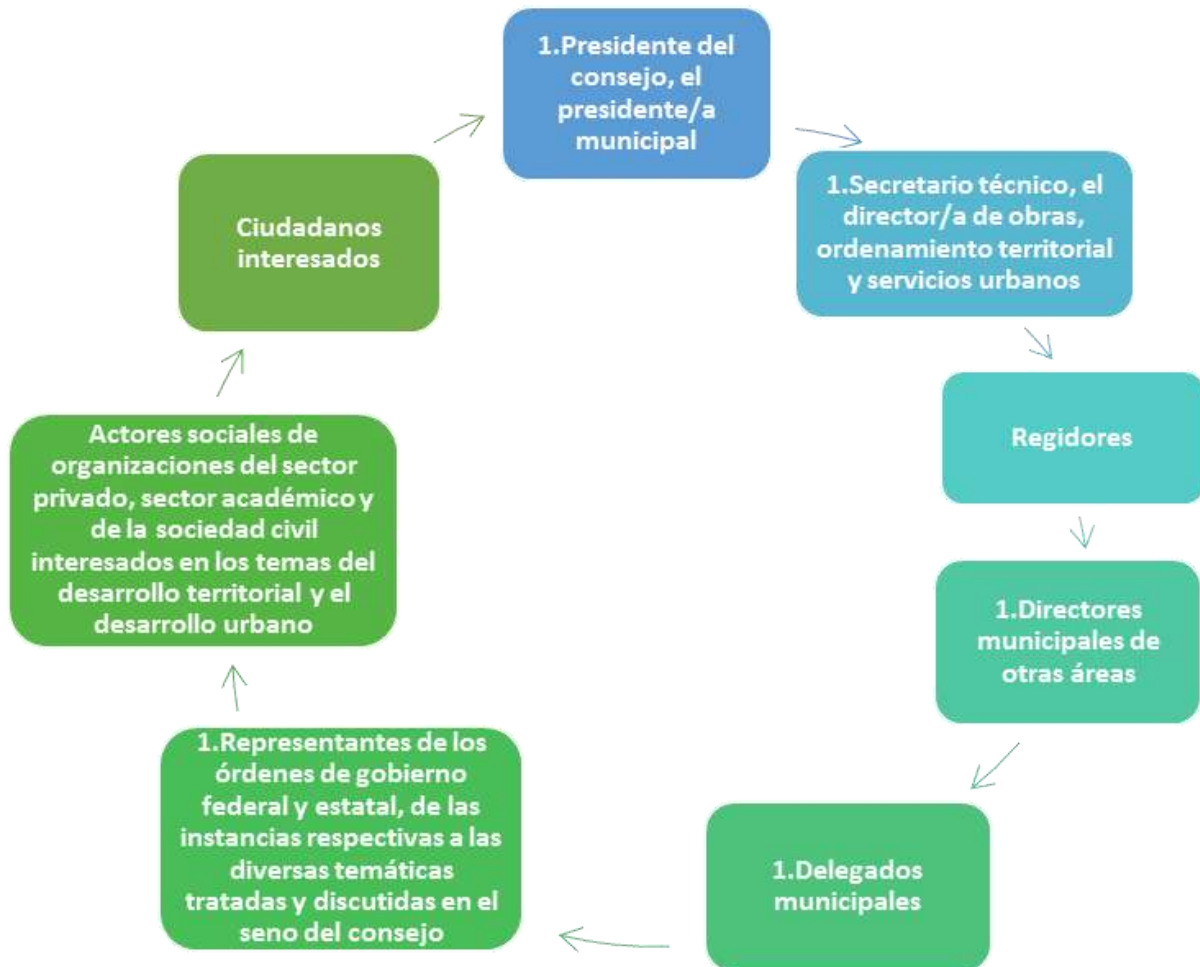 1.Presidente del
consejo, el
presidente/a
municipal
1.Secretario técnico, el
director/a de obras,
ordenamiento territorial
y servicios urbanos
Regidores
1.Directores
municipales de
otras áreas
1.Delegados
municipales
1.Representantes de los
órdenes de gobierno
federal y estatal, de las
instancias respectivas a las
diversas temáticas
tratadas y discutidas en el
seno del consejo
Actores sociales de
organizaciones del sector
privado, sector académico y
de la sociedad civil
interesados en los temas del
desarrollo territorial y el
desarrollo urbano
Ciudadanos
interesados